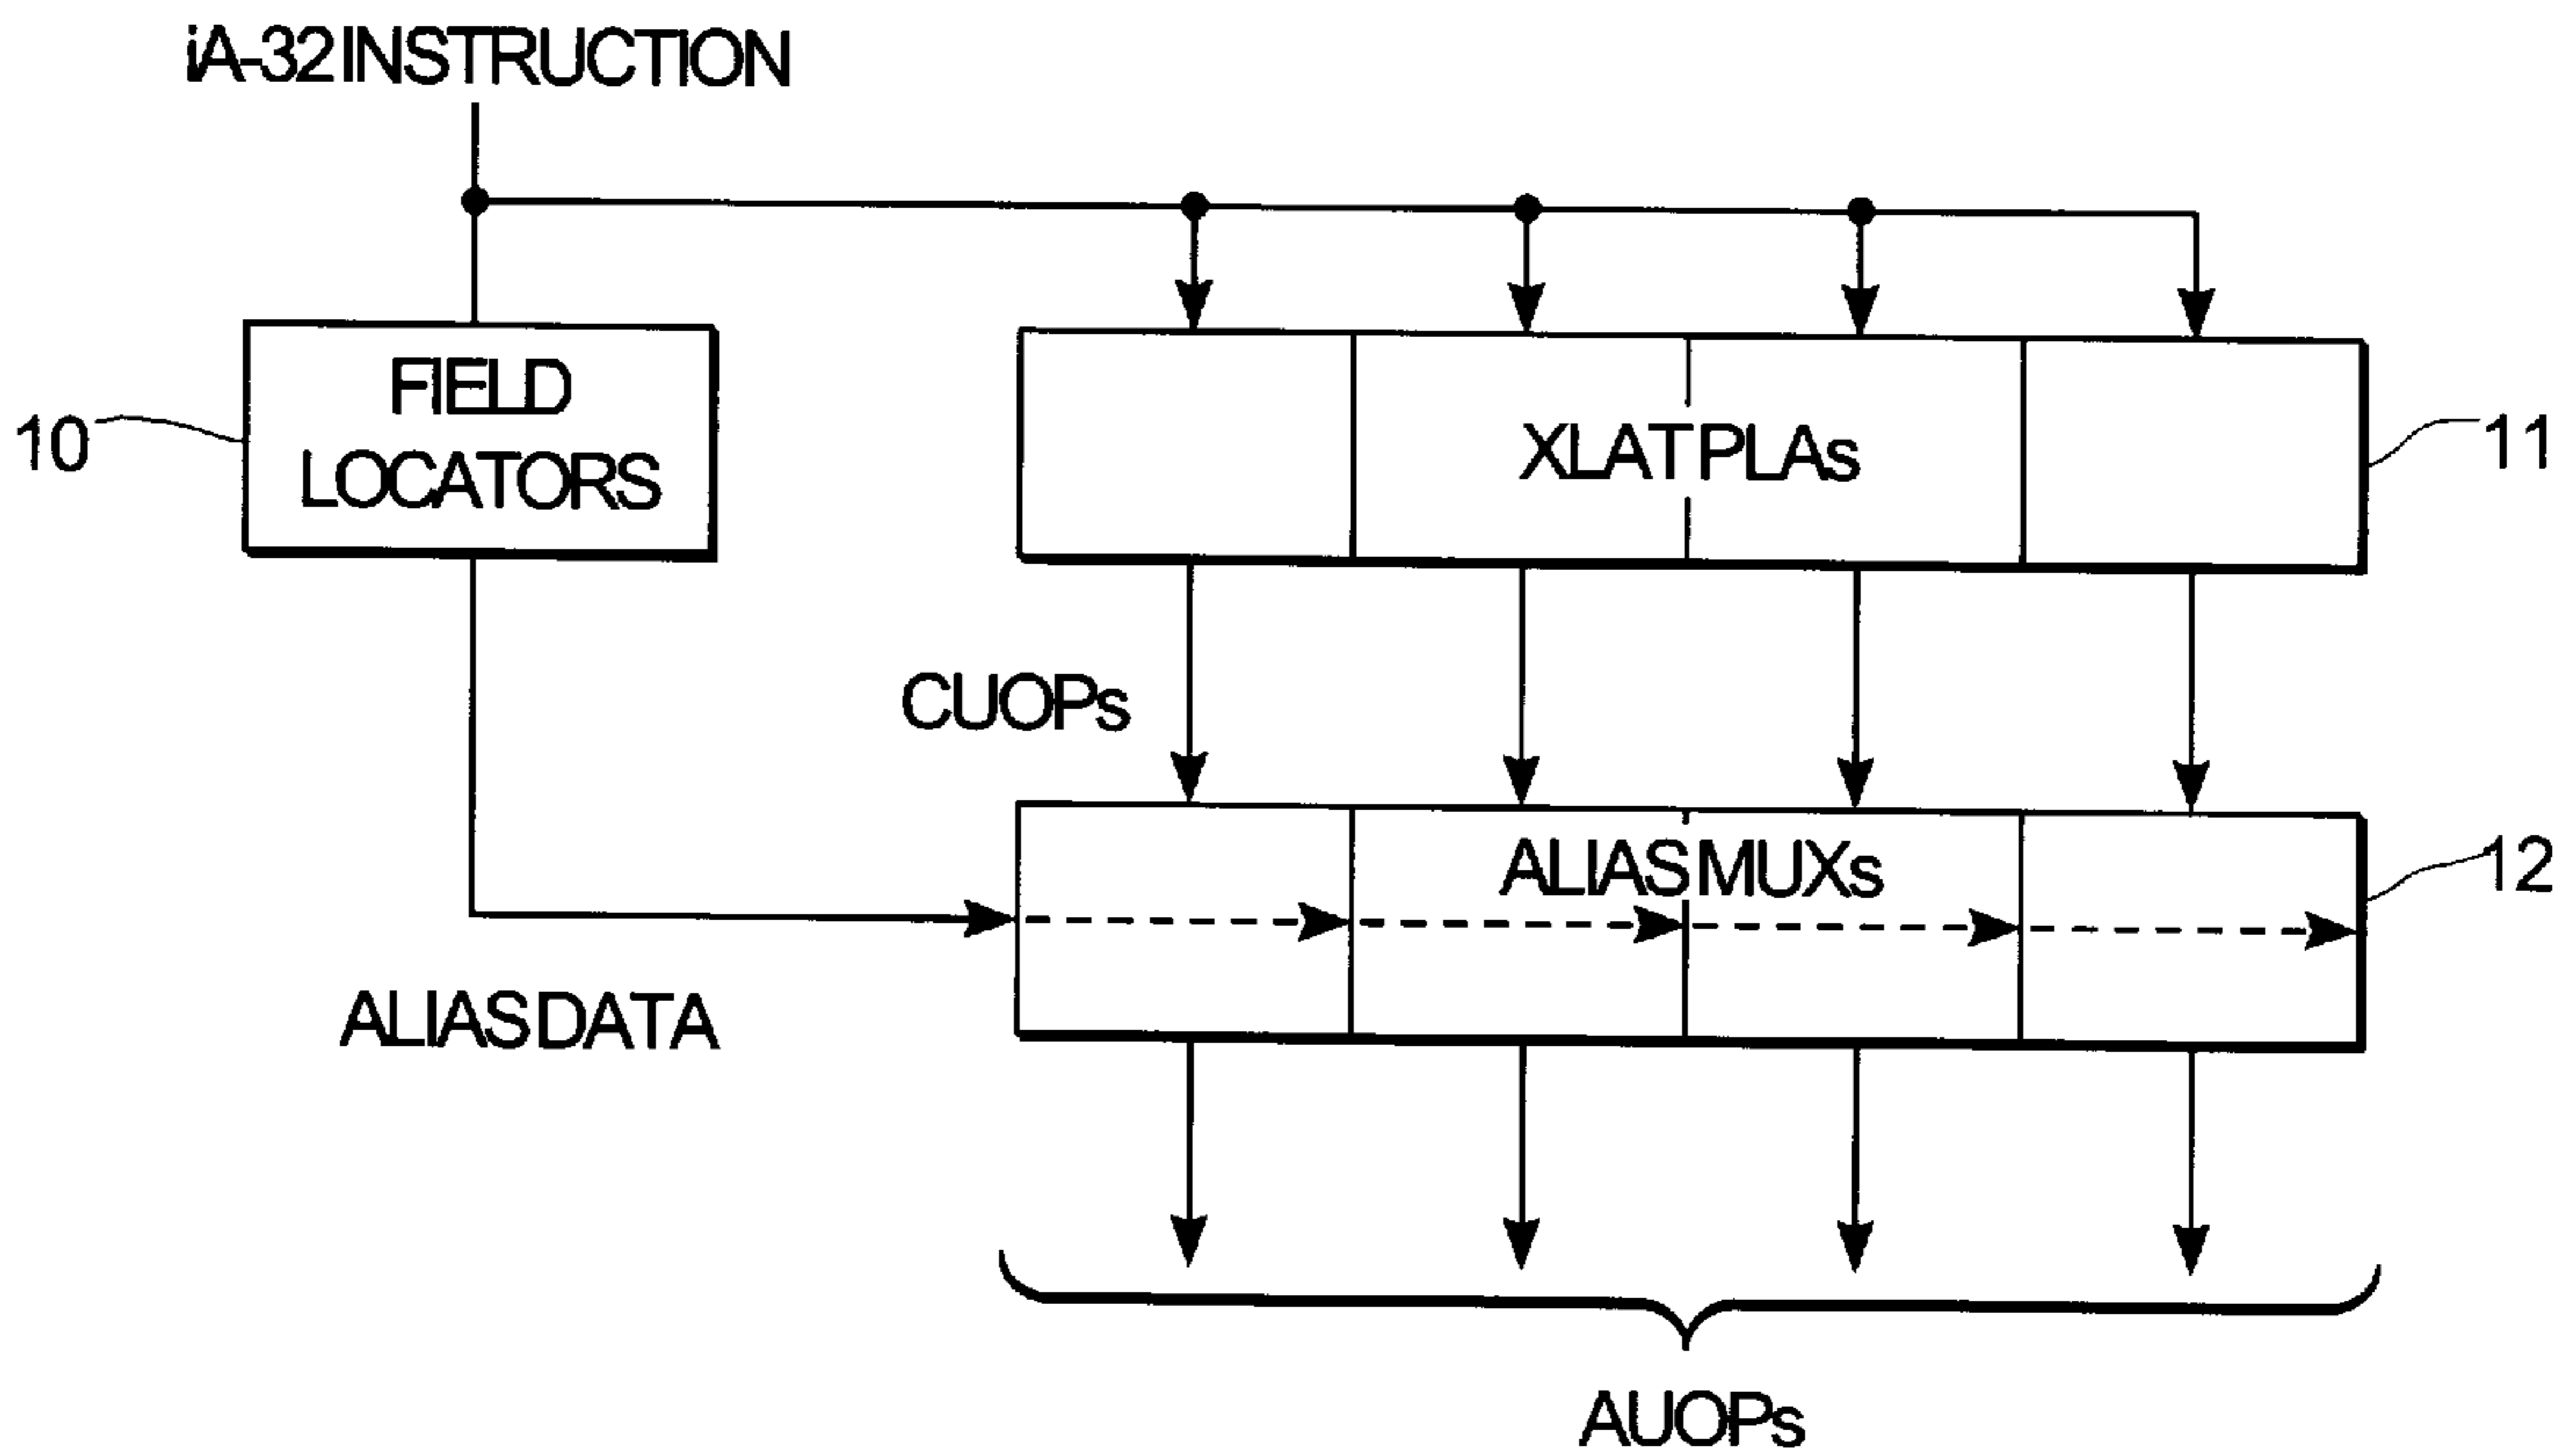 iA-32 INSTRUCTION
FIELD
LOCATORS
10
XLAT PLAs
11
CUOPs
ALIAS MUXs
12
ALIAS DATA
AUOPs